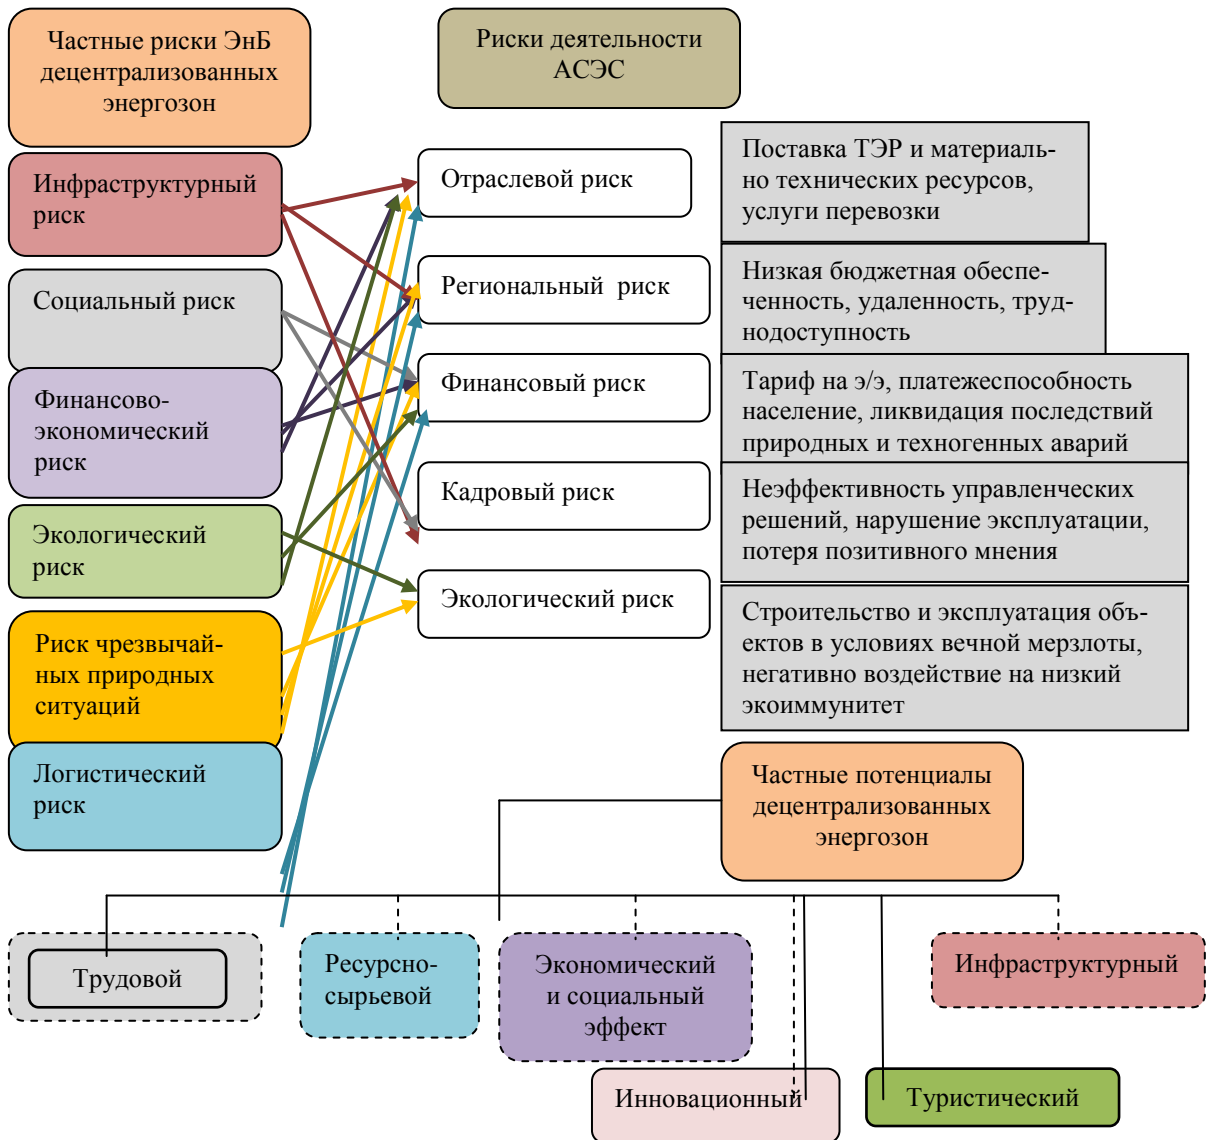 Частные риски ЭнБ
децентрализованных
энергозон
Риски деятельности
АСЭС
Инфраструктурный
риск
Социальный риск
Финансово-
экономический
риск
Экологический
риск
Риск чрезвычай-
ных природных
ситуаций
Логистический
риск
Отраслевой риск
Региональный риск
Финансовый риск
Кадровый риск
Экологический риск
Поставка ТЭР и материаль-
но технических ресурсов,
услуги перевозки
Низкая бюджетная обеспе-
ченность, удаленность, труд-
нодоступность
Тариф на э/э, платежеспособность
население, ликвидация последствий
природных и техногенных аварий
Неэффективность управленческих
решений, нарушение эксплуатации,
потеря позитивного мнения
Строительство и эксплуатация объ-
ектов в условиях вечной мерзлоты,
негативно воздействие на низкий
экоиммунитет
Частные потенциалы
децентрализованных
энергозон
Трудовой
Ресурсно-
сырьевой
Экономический
и социальный
эффект
Инфраструктурный
Инновационный
Туристический